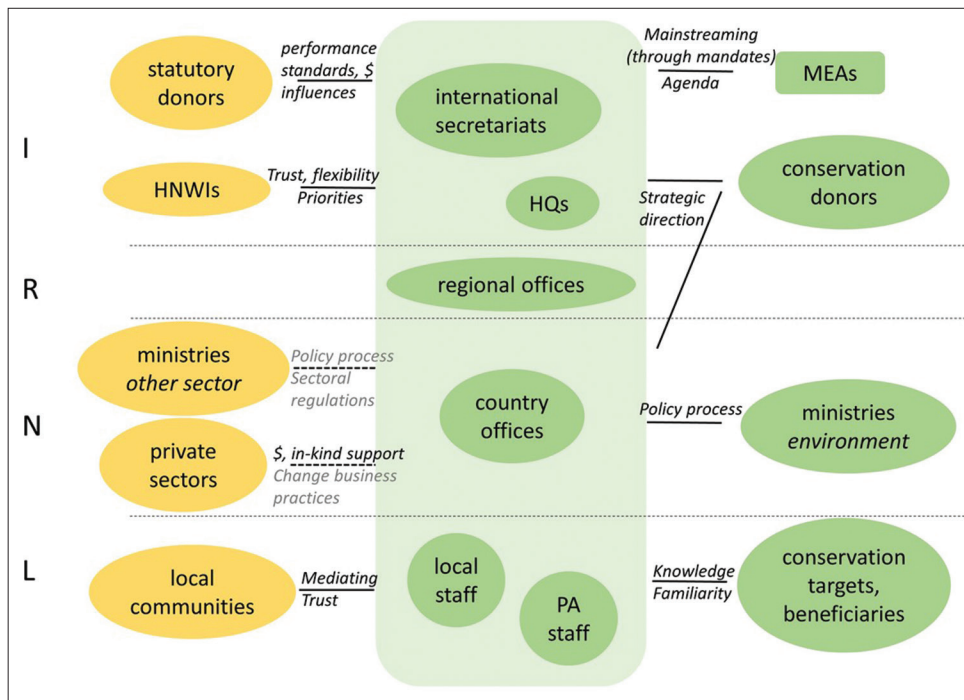 I
statutory
donors
performance
standards, $
influences
international
secretariats
Mainstreaming
(through mandates)
Agenda
MEAs
HNWIs
Trust, flexibility
Priorities
HQs
Strategic
direction
conservation
donors
R
regional offices
N
ministries
other sector
Policy process
Sectoral
regulations
private
sectors
$, in-kind support
Change business
practices
country
offices
Policy process
ministries
environment
L
local
communities
Mediating
Trust
local
staff
PA
staff
Knowledge
Familiarity
conservation
targets,
beneficiaries